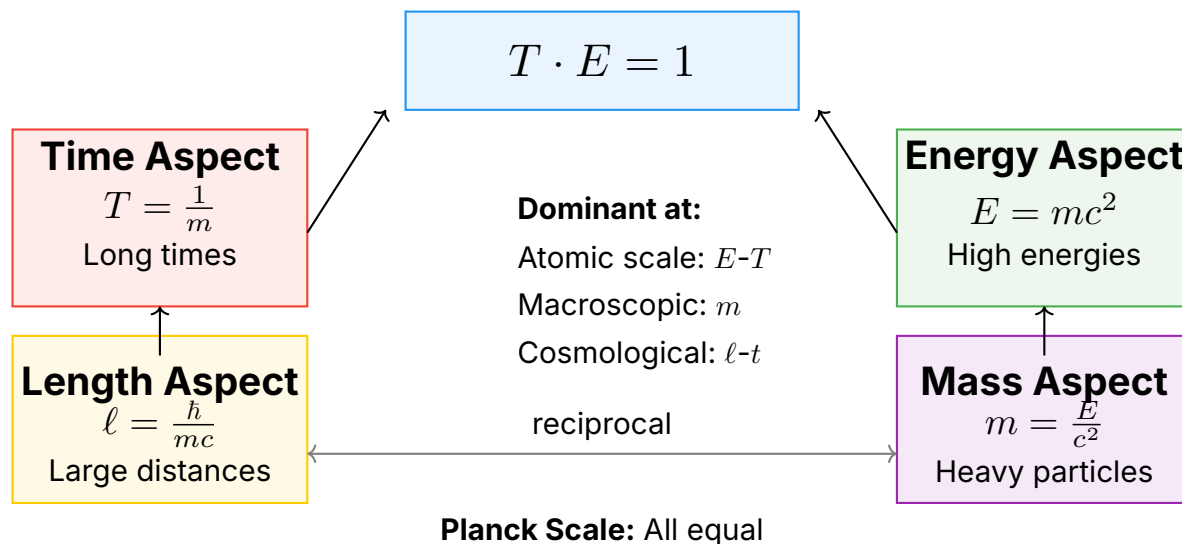 T · E = 1
Time Aspect
T = 1/m
Long times
Energy Aspect
E = mc²
High energies
Dominant at:
Atomic scale: E-T
Macroscopic: m
Cosmological: ℓ-t
Length Aspect
ℓ = ħ/mc
Large distances
reciprocal
Mass Aspect
m = E/c²
Heavy particles
Planck Scale: All equal